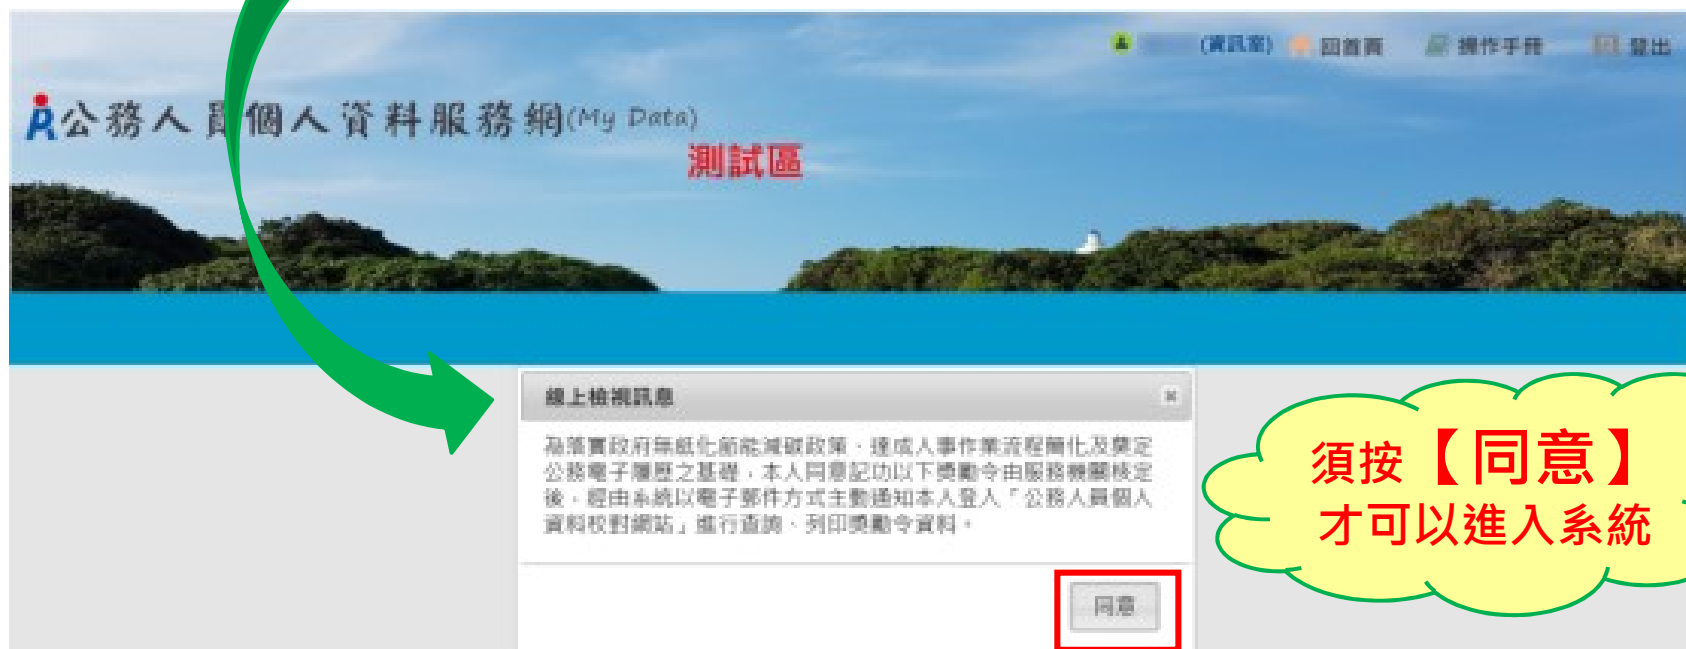 (資訊室) 回首頁 操作手冊 登出
公務人員個人資料服務網(My Data)
測試區
線上檢視訊息
為落實政府無紙化節能減碳政策，達成人事作業流程簡化及奠定
公務電子履歷之基礎，本人同意記功以下獎勵令由服務機關核定
後，經由系統以電子郵件方式主動通知本人登入「公務人員個人
資料校對網站」進行查詢、列印獎勵令資料。
同意
須按【同意】
才可以進入系統